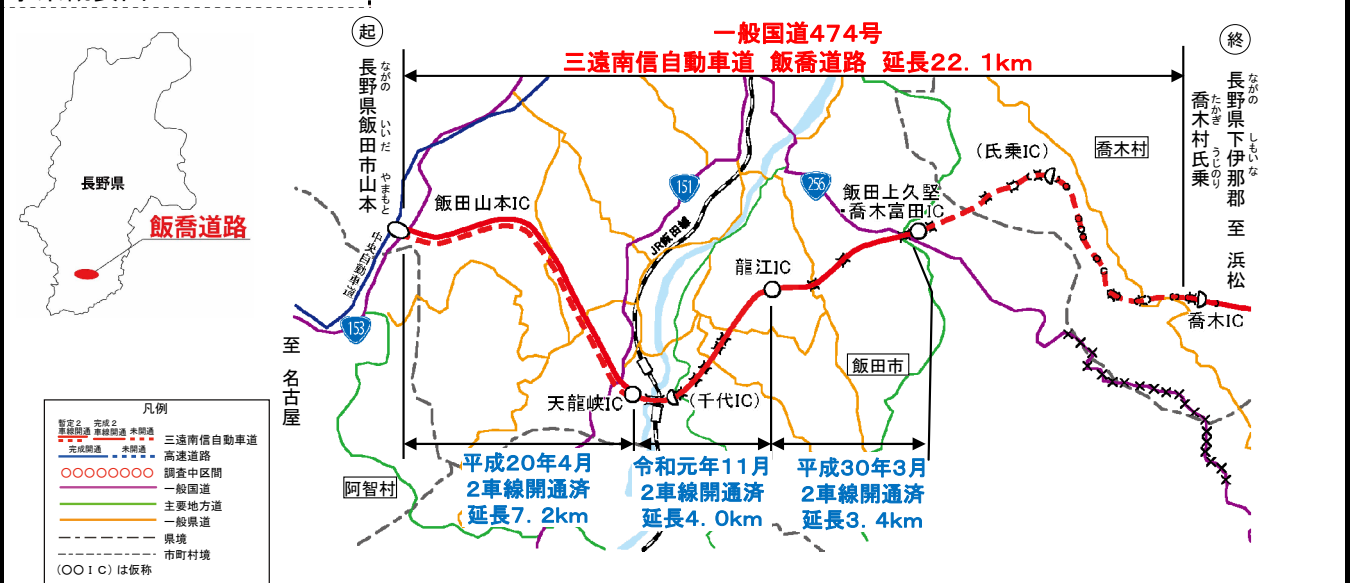 起
終
一般国道474号
三遠南信自動車道 飯喬道路 延長22.1km
長野県飯田市山本
ながの
いいだ
やまもと
長野県下伊那郡
ながの
しもいな
喬木村氏乗
たかぎ
うじのり
至 浜松
長野県
飯喬道路
飯田山本IC
中央自動車道
153
至 名古屋
151
JR飯田線
256
飯田上久堅
・喬木富田IC
(氏乗IC)
喬木村
龍江IC
喬木IC
飯田市
天龍峡IC
(千代IC)
阿智村
平成20年4月
2車線開通済
延長7.2km
令和元年11月
2車線開通済
延長4.0km
平成30年3月
2車線開通済
延長3.4km
凡例
暫定2
車線開通
完成2
車線開通
未開通
三遠南信自動車道
完成開通
未開通
高速道路
調査中区間
一般国道
主要地方道
一般県道
県境
市町村境
(○○IC)は仮称